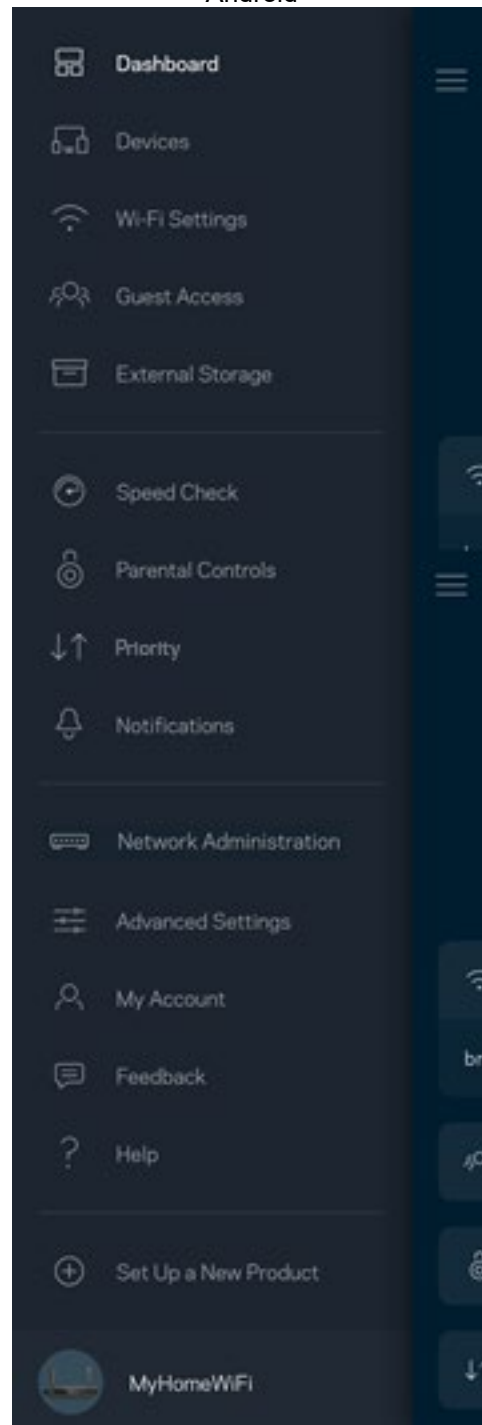 Android
Dashboard
Devices
Wi-Fi Settings
Guest Access
External Storage
Speed Check
Parental Controls
Priority
Notifications
Network Administration
Advanced Settings
My Account
Feedback
br
Help
Set Up a New Product
MyHomeWiFi